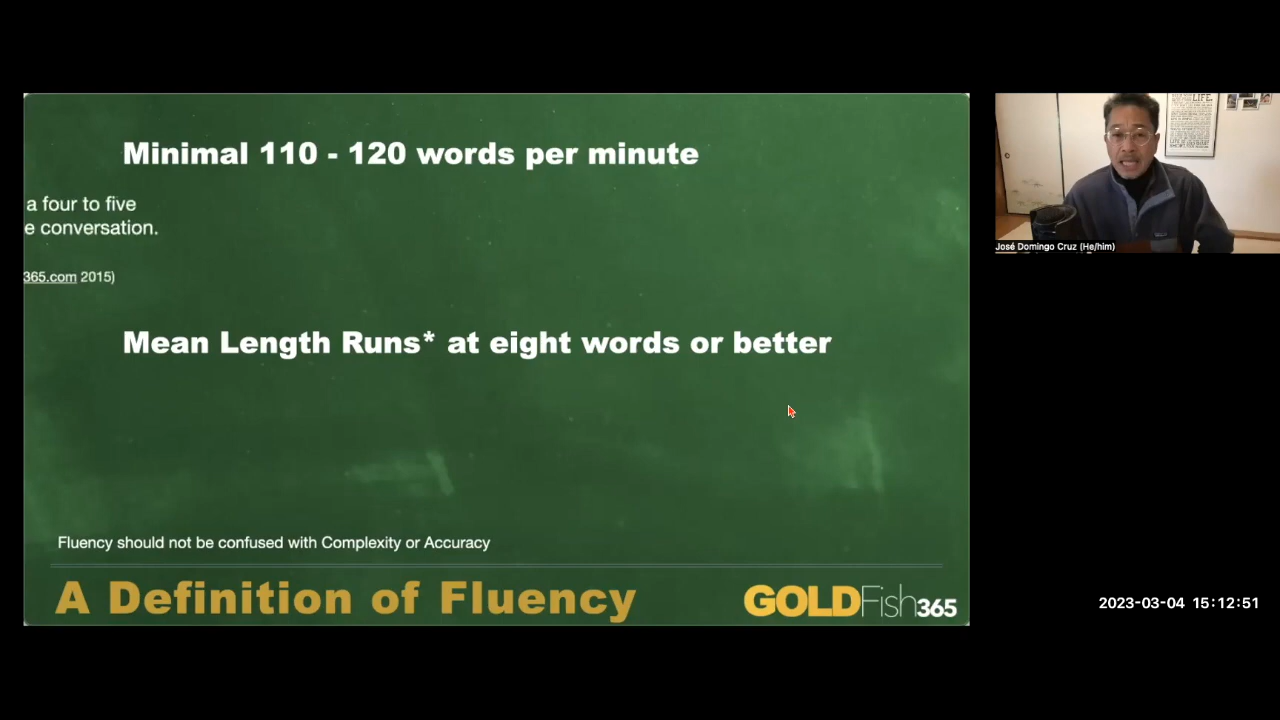 Minimal 110 - 120 words per minute
a four to five
e conversation.
365.com 2015)
Mean Length Runs* at eight words or better
Fluency should not be confused with Complexity or Accuracy
A Definition of Fluency
GOLDFish365
LIFE.
José Domingo Cruz (He/him)
2023-03-04 15:12:51